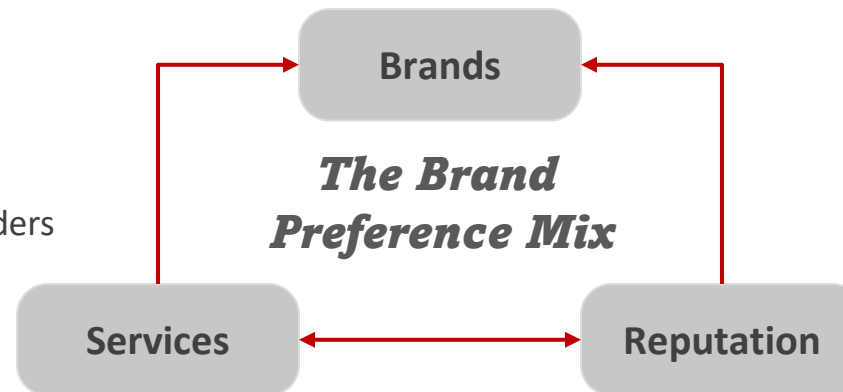 Brands
The Brand
Preference Mix
ders
Services
Reputation